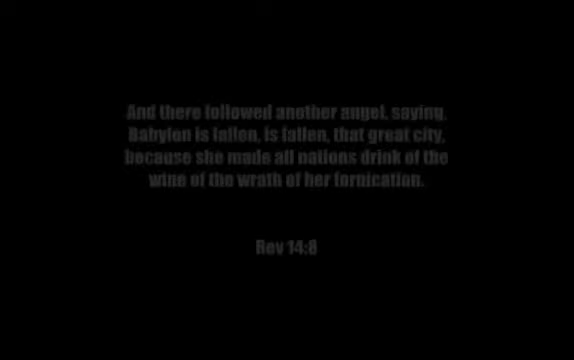 And there followed another angel, saying,
Babylon is fallen, is fallen, that great city,
because she made all nations drink of the
wine of the wrath of her fornication.
Rev 14:8